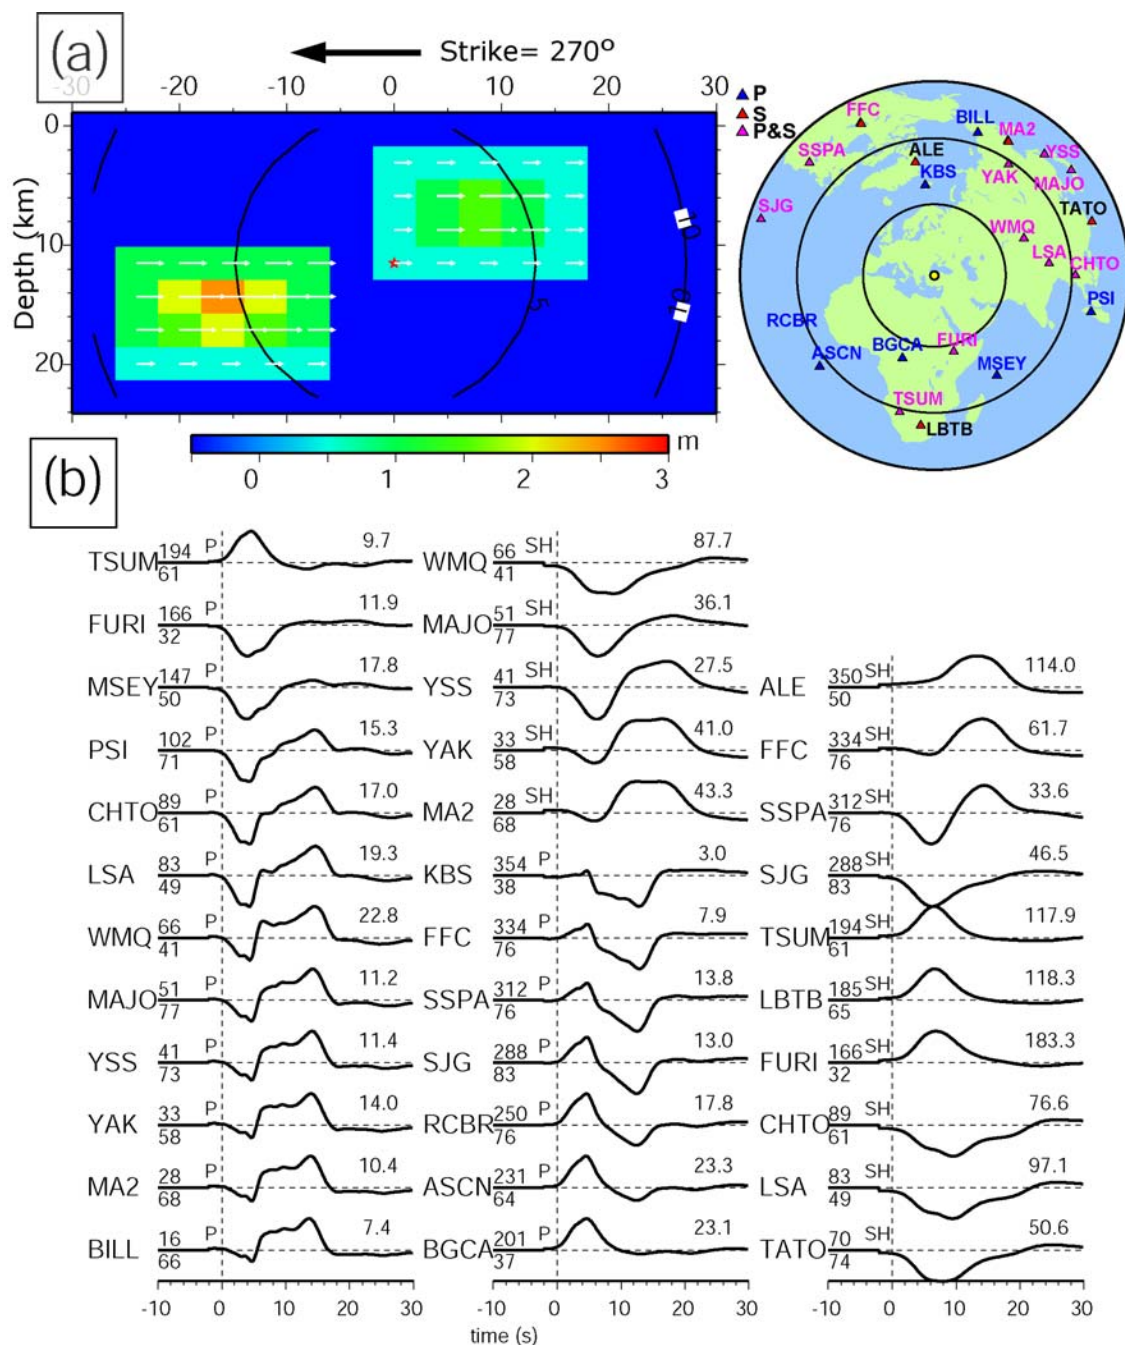 (a)
Strike= 270o
-30 -20 -10 0 10 20 30
Depth (km)
0
10
20
5
10
10
P
S
P&S
FFC
BILL
MA2
SSPA
ALE
YSS
KBS
YAK
MAJO
SJG
TATO
WMQ
LSA
CHTO
PSI
RCBR
BGCA
FURI
ASCN
MSEY
TSUM
LBTB
0 1 2 3 m
(b)
TSUM 194 61 P 9.7
FURI 166 32 P 11.9
MSEY 147 50 P 17.8
PSI 102 71 P 15.3
CHTO 89 61 P 17.0
LSA 83 49 P 19.3
WMQ 66 41 P 22.8
MAJO 51 77 P 11.2
YSS 41 73 P 11.4
YAK 33 58 P 14.0
MA2 28 68 P 10.4
BILL 16 66 P 7.4
-10 0 10 20 30
WMQ 66 41 SH 87.7
MAJO 51 77 SH 36.1
YSS 41 73 SH 27.5
YAK 33 58 SH 41.0
MA2 28 68 SH 43.3
KBS 354 38 P 3.0
FFC 334 76 P 7.9
SSPA 312 76 P 13.8
SJG 288 83 P 13.0
RCBR 250 76 P 17.8
ASCN 231 64 P 23.3
BGCA 201 37 P 23.1
-10 0 10 20 30
time (s)
ALE 350 50 SH 114.0
FFC 334 76 SH 61.7
SSPA 312 76 SH 33.6
SJG 288 83 SH 46.5
TSUM 194 61 SH 117.9
LBTB 185 65 SH 118.3
FURI 166 32 SH 183.3
CHTO 89 61 SH 76.6
LSA 83 49 SH 97.1
TATO 70 74 SH 50.6
-10 0 10 20 30